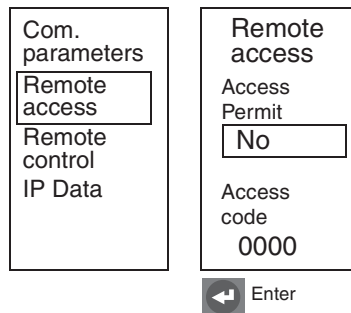 Com.
parameters
Remote
access
Remote
control
IP Data
Remote
access
Access
Permit
No
Access
code
0000
Enter